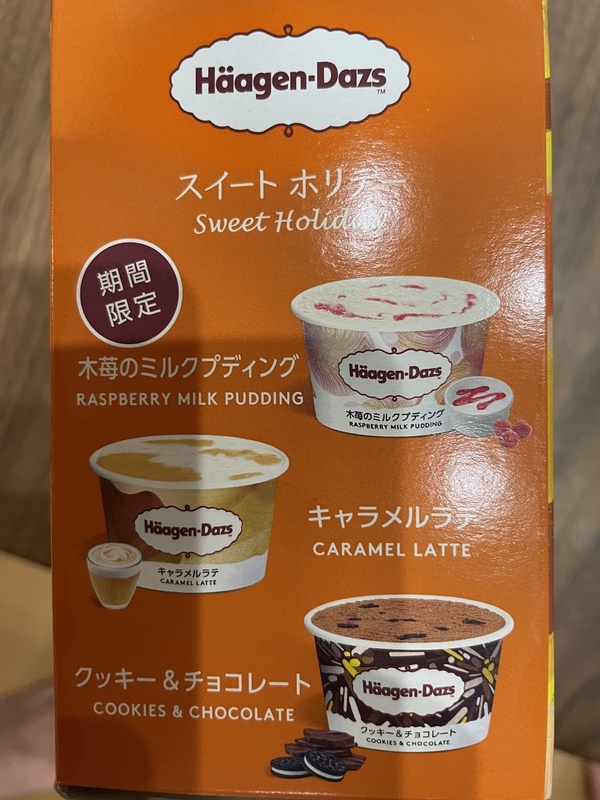 Häagen-Dazs™
スイート ホリデー
Sweet Holiday
期間
限定
木苺のミルクプディング
RASPBERRY MILK PUDDING
Häagen-Dazs
木苺のミルクプディング
RASPBERRY MILK PUDDING
Häagen-Dazs
キャラメルラテ
CARAMEL LATTE
キャラメルラテ
CARAMEL LATTE
クッキー＆チョコレート
COOKIES & CHOCOLATE
Häagen-Dazs
クッキー＆チョコレート
COOKIES & CHOCOLATE